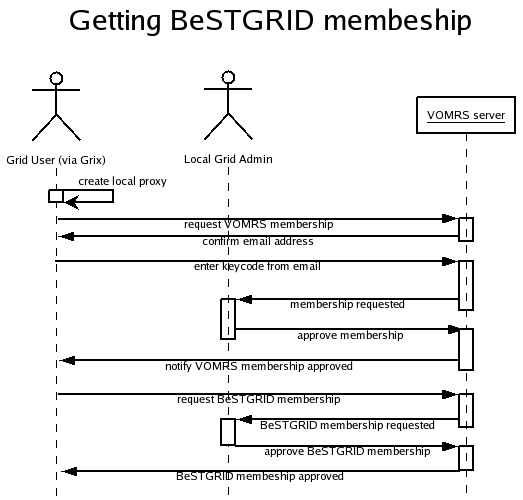 Getting BeSTGRID membeship
VOMRS server
Grid User (via Grix)
Local Grid Admin
create local proxy
request VOMRS membership
confirm email address
enter keycode from email
membership requested
approve membership
notify VOMRS membership approved
request BeSTGRID membership
BeSTGRID membership requested
approve BeSTGRID membership
BeSTGRID membeship approved